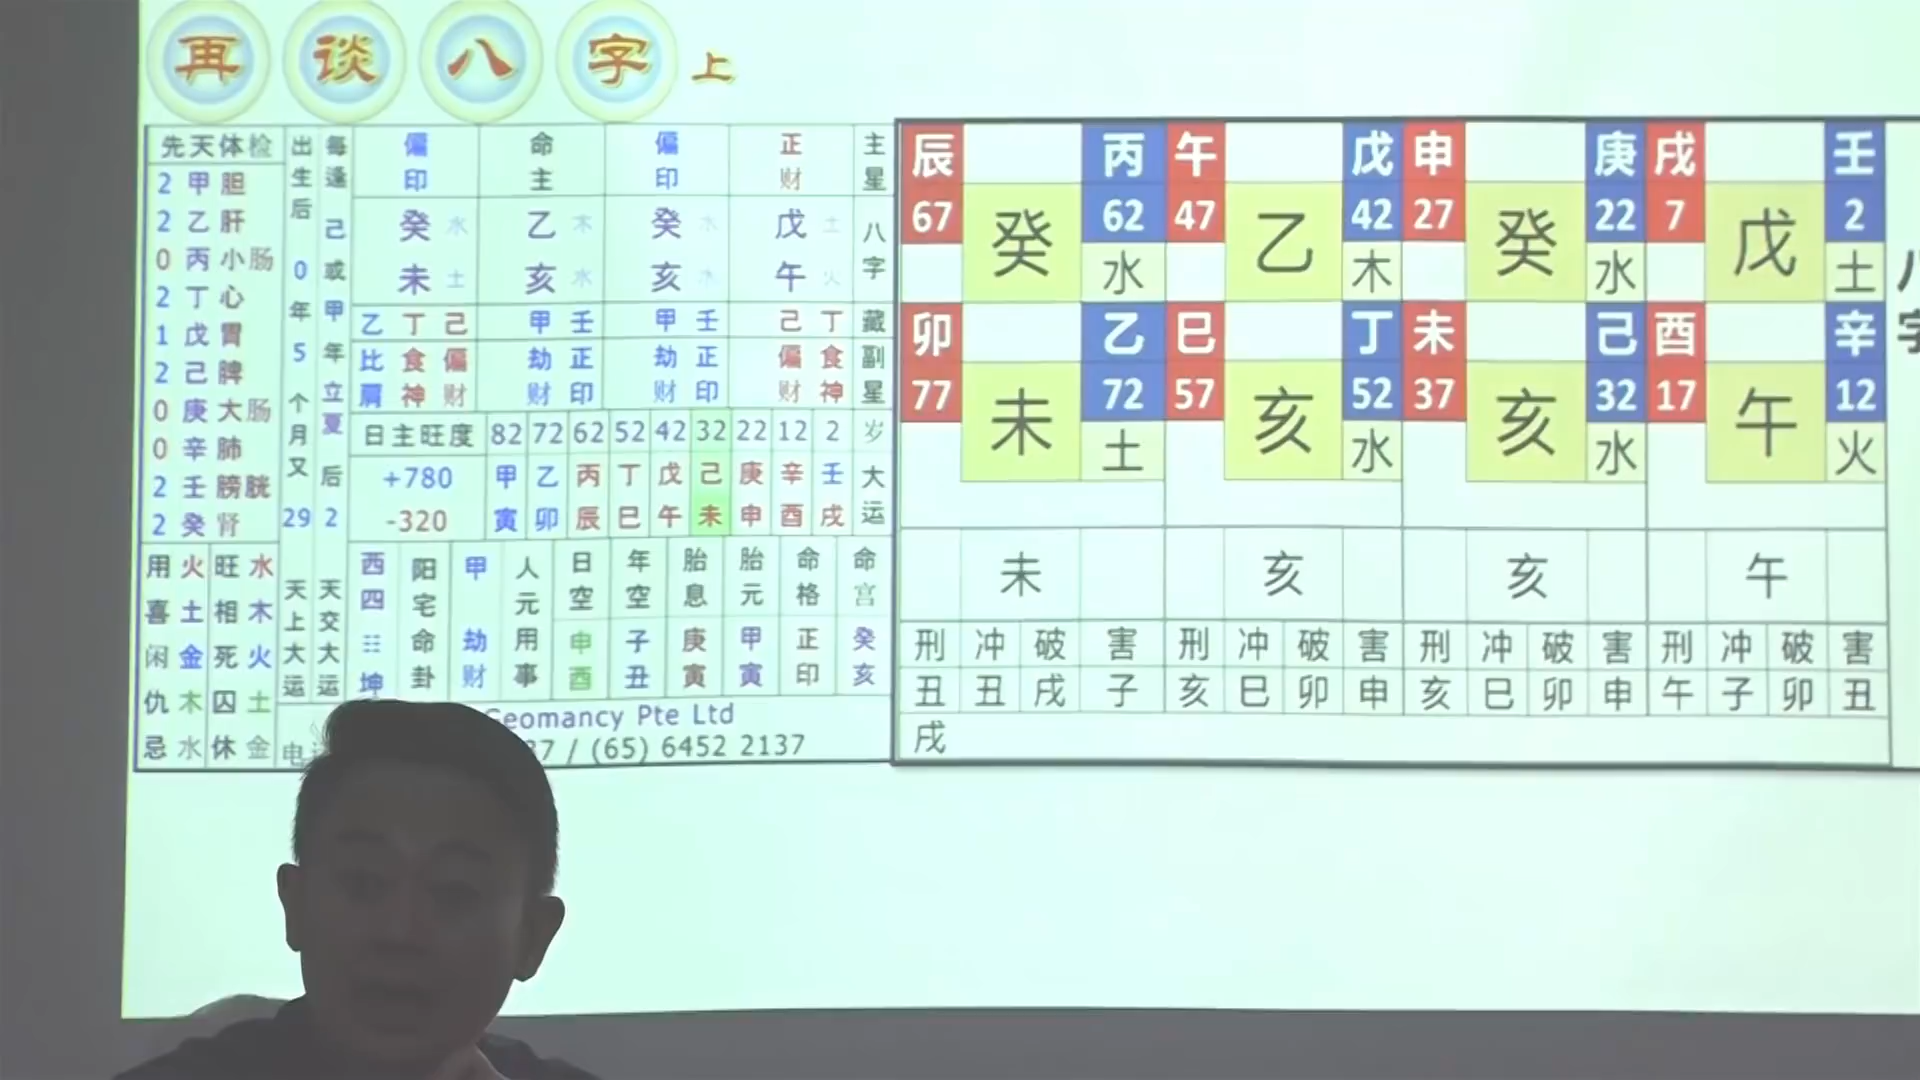 再谈八字上
先天体检
2 甲胆
2 乙肝
0 丙小肠
2 丁心
1 戊胃
2 己脾
0 庚大肠
0 辛肺
2 壬膀胱
2 癸肾
用火旺水
喜土相木
闲金死火
仇木囚土
忌水休金
出生后0年5个月又29
天上大运
每逢己或甲年立夏后2
天交大运
偏印 命主 偏印 正财 主星
癸水 乙木 癸水 戊土 八字
未土 亥水 亥水 午火
乙丁己 甲壬 甲壬 己丁 藏
比肩 食神 偏财 劫财 正印 劫财 正印 偏财 食神 副星
日主旺度 82 72 62 52 42 32 22 12 2 岁
+780 甲 乙 丙 丁 戊 己 庚 辛 壬 大运
-320 寅 卯 辰 巳 午 未 申 酉 戌
西四 ☷ 坤 阳宅命卦 甲 劫财 人元用事 日空 申酉 年空 子丑 胎息 庚寅 胎元 甲寅 命格 正印 命宫 癸亥
Geomancy Pte Ltd
37 / (65) 6452 2137
电
辰 丙 午 戊 申 庚 戌 壬
67 癸 62 47 乙 42 27 癸 22 7 戊 2
水 木 水 土
卯 乙 巳 丁 未 己 酉 辛
77 未 72 57 亥 52 37 亥 32 17 午 12
土 水 水 火
八字
未 亥 亥 午
刑 冲 破 害 刑 冲 破 害 刑 冲 破 害 刑 冲 破 害
丑 丑 戌 子 亥 巳 卯 申 亥 巳 卯 申 午 子 卯 丑
戌